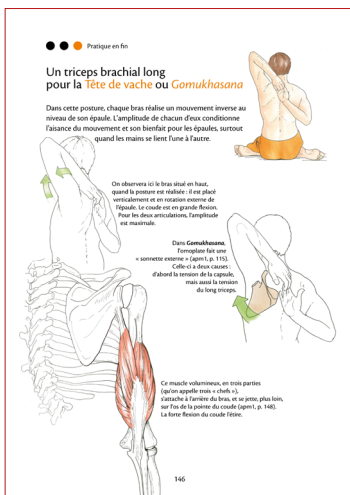 Pratique en fin
Un triceps brachial long
pour la Tête de vache ou Gomukhasana
Dans cette posture, chaque bras réalise un mouvement inverse au
niveau de son épaule. L'amplitude de chacun d'eux conditionne
l'aisance du mouvement et son bienfait pour les épaules, surtout
quand les mains se lient l'une à l'autre.
On observera ici le bras situé en haut,
quand la posture est réalisée : il est placé
verticalement et en rotation externe de
l'épaule. Le coude est en grande flexion.
Pour les deux articulations, l'amplitude
est maximale.
Dans Gomukhasana,
l'omoplate fait une
« sonnette externe » (apm1, p. 115).
Celle-ci a deux causes :
d'abord la tension de la capsule,
mais aussi la tension
du long triceps.
Ce muscle volumineux, en trois parties
(qu'on appelle trois « chefs »),
s'attache à l'arrière du bras, et se jette, plus loin,
sur l'os de la pointe du coude (apm1, p. 148).
La forte flexion du coude l'étire.
146